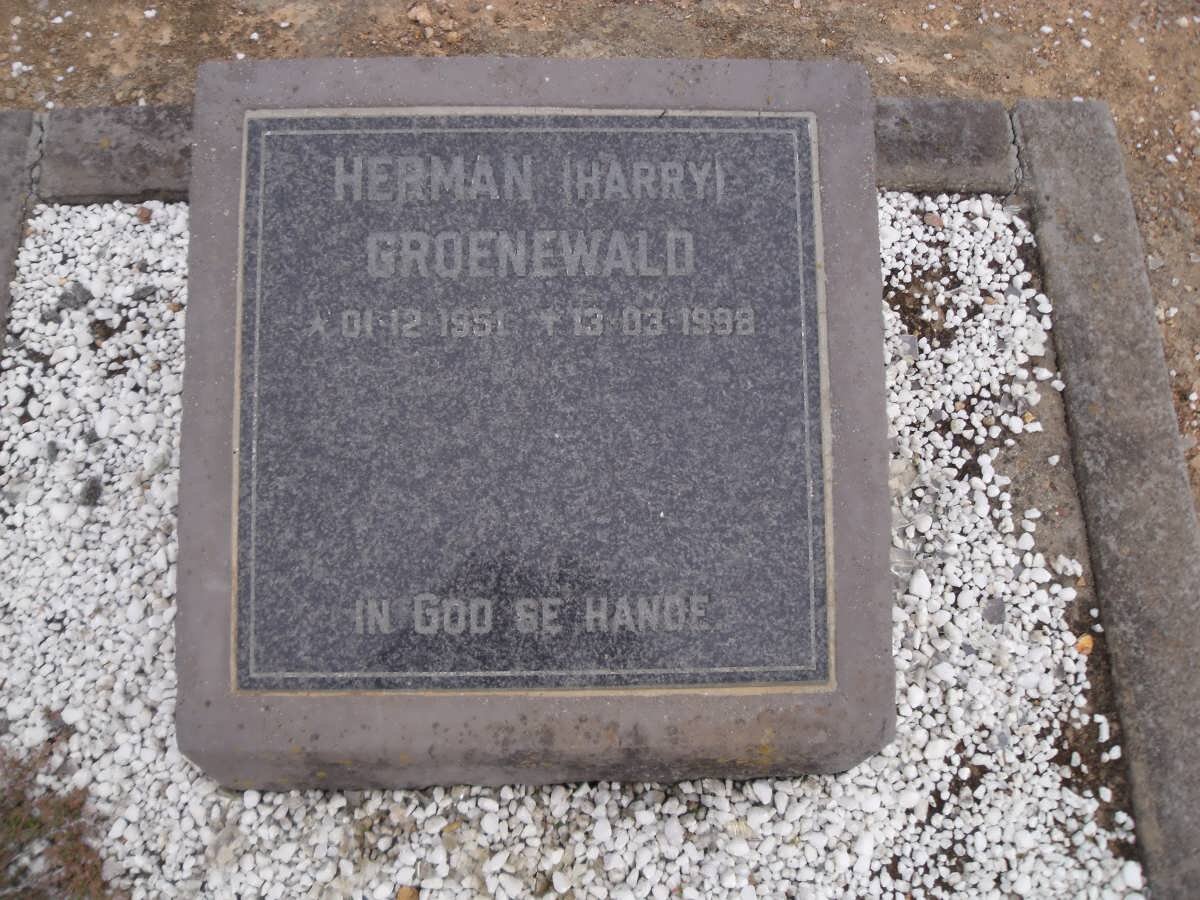 HERMAN (HARRY)
GROENEWALD
⚹ 01-12-1951 ✝ 13-03-1998
IN GOD SE HANDE